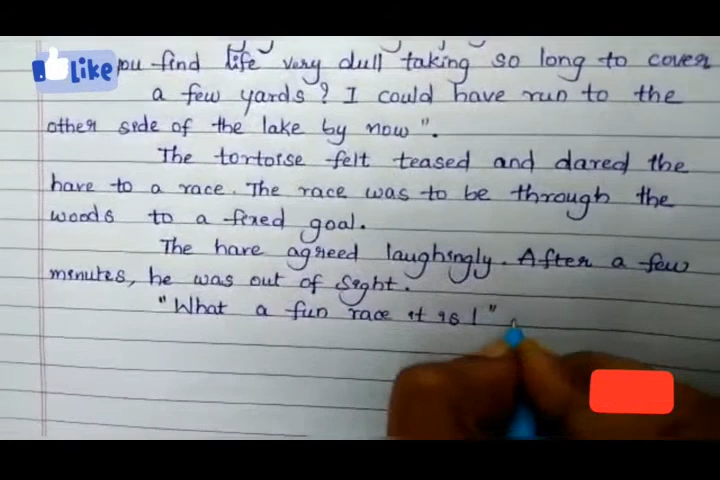 Like
ou find life very dull taking so long to cover
a few yards? I could have run to the
other side of the lake by now".
The tortoise felt teased and dared the
hare to a race. The race was to be through the
woods to a fixed goal.
The hare agreed laughingly. After a few
minutes, he was out of sight.
"What a fun race it is!"